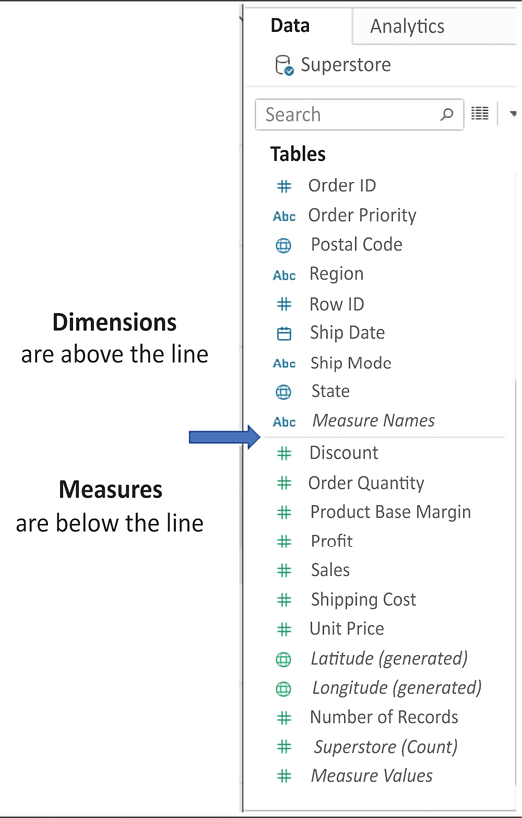 Data
Analytics
Superstore
Search
Tables
Order ID
Abc Order Priority
Postal Code
Abc Region
Row ID
Ship Date
Abc Ship Mode
State
Abc Measure Names
Discount
Order Quantity
Product Base Margin
Profit
Sales
Shipping Cost
Unit Price
Latitude (generated)
Longitude (generated)
Number of Records
Superstore (Count)
Measure Values
Dimensions
are above the line
Measures
are below the line